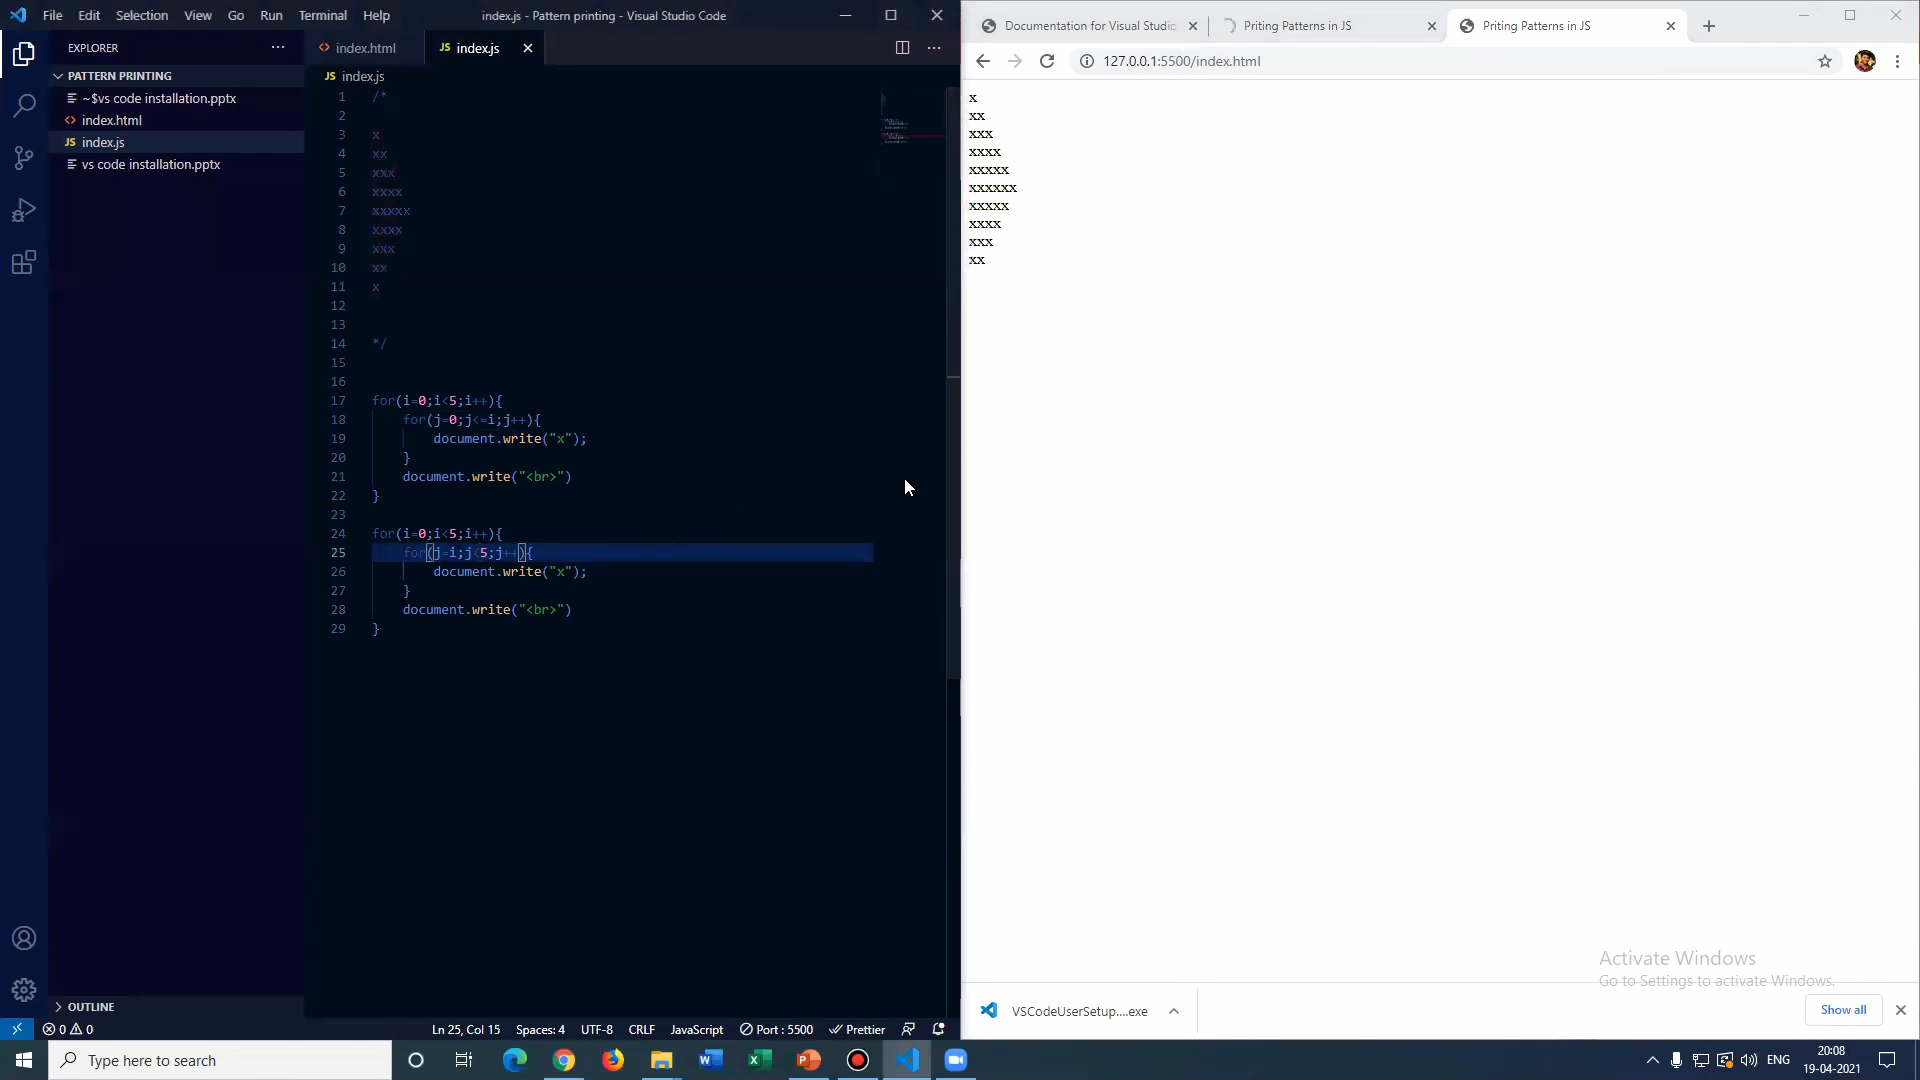 File Edit Selection View Go Run Terminal Help
index.js - Pattern printing - Visual Studio Code
EXPLORER
PATTERN PRINTING
~$vs code installation.pptx
index.html
JS index.js
vs code installation.pptx
OUTLINE
index.html
JS index.js
JS index.js
1 /*
2
3 x
4 xx
5 xxx
6 xxxx
7 xxxxx
8 xxxx
9 xxx
10 xx
11 x
12
13
14 */
15
16
17 for(i=0;i<5;i++){
18 for(j=0;j<=i;j++){
19 document.write("x");
20 }
21 document.write("<br>")
22 }
23
24 for(i=0;i<5;i++){
25 for(j=i;j<5;j++){
26 document.write("x");
27 }
28 document.write("<br>")
29 }
0 0
Ln 25, Col 15 Spaces: 4 UTF-8 CRLF JavaScript Port : 5500 Prettier
Documentation for Visual Studio
Priting Patterns in JS
Priting Patterns in JS
127.0.0.1:5500/index.html
x
xx
xxx
xxxx
xxxxx
xxxxxx
xxxxx
xxxx
xxx
xx
Activate Windows
Go to Settings to activate Windows.
VSCodeUserSetup....exe
Show all
Type here to search
ENG
20:08
19-04-2021